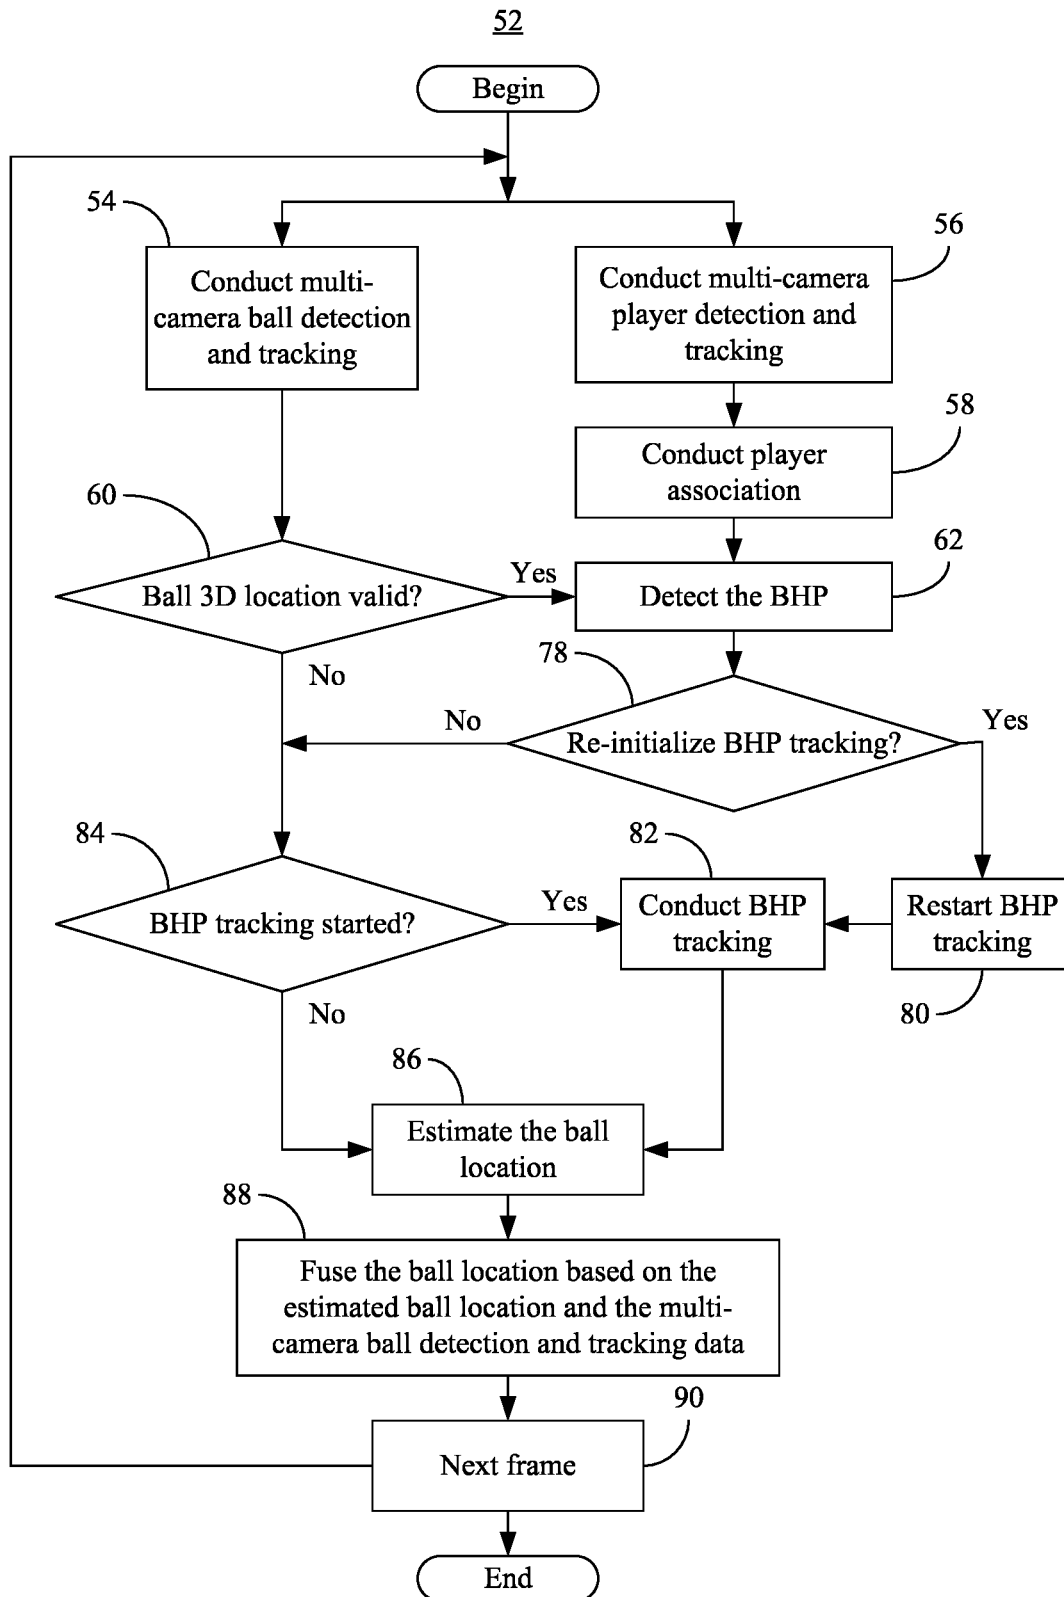 52
Begin
54
56
Conduct multi-
camera ball detection
and tracking
Conduct multi-camera
player detection and
tracking
58
Conduct player
association
60
62
Ball 3D location valid?
Yes
Detect the BHP
No
78
No
Re-initialize BHP tracking?
Yes
84
82
BHP tracking started?
Yes
Conduct BHP
tracking
Restart BHP
tracking
No
80
86
Estimate the ball
location
88
Fuse the ball location based on the
estimated ball location and the multi-
camera ball detection and tracking data
90
Next frame
End